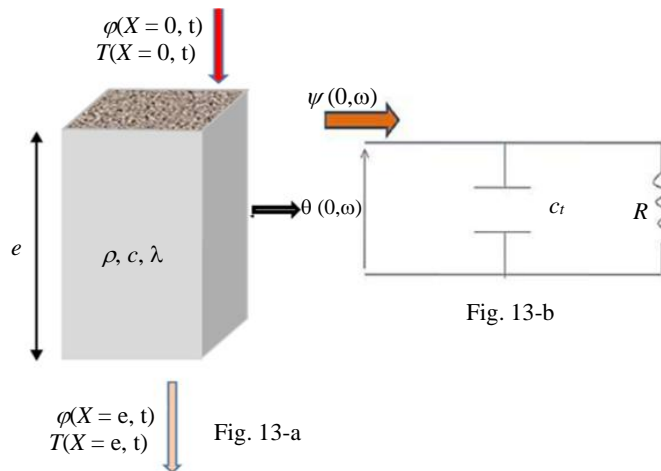 φ(X = 0, t)
T(X = 0, t)
ψ (0,ω)
e
ρ, c, λ
θ (0,ω)
c_t
R
Fig. 13-b
φ(X = e, t)
T(X = e, t)
Fig. 13-a